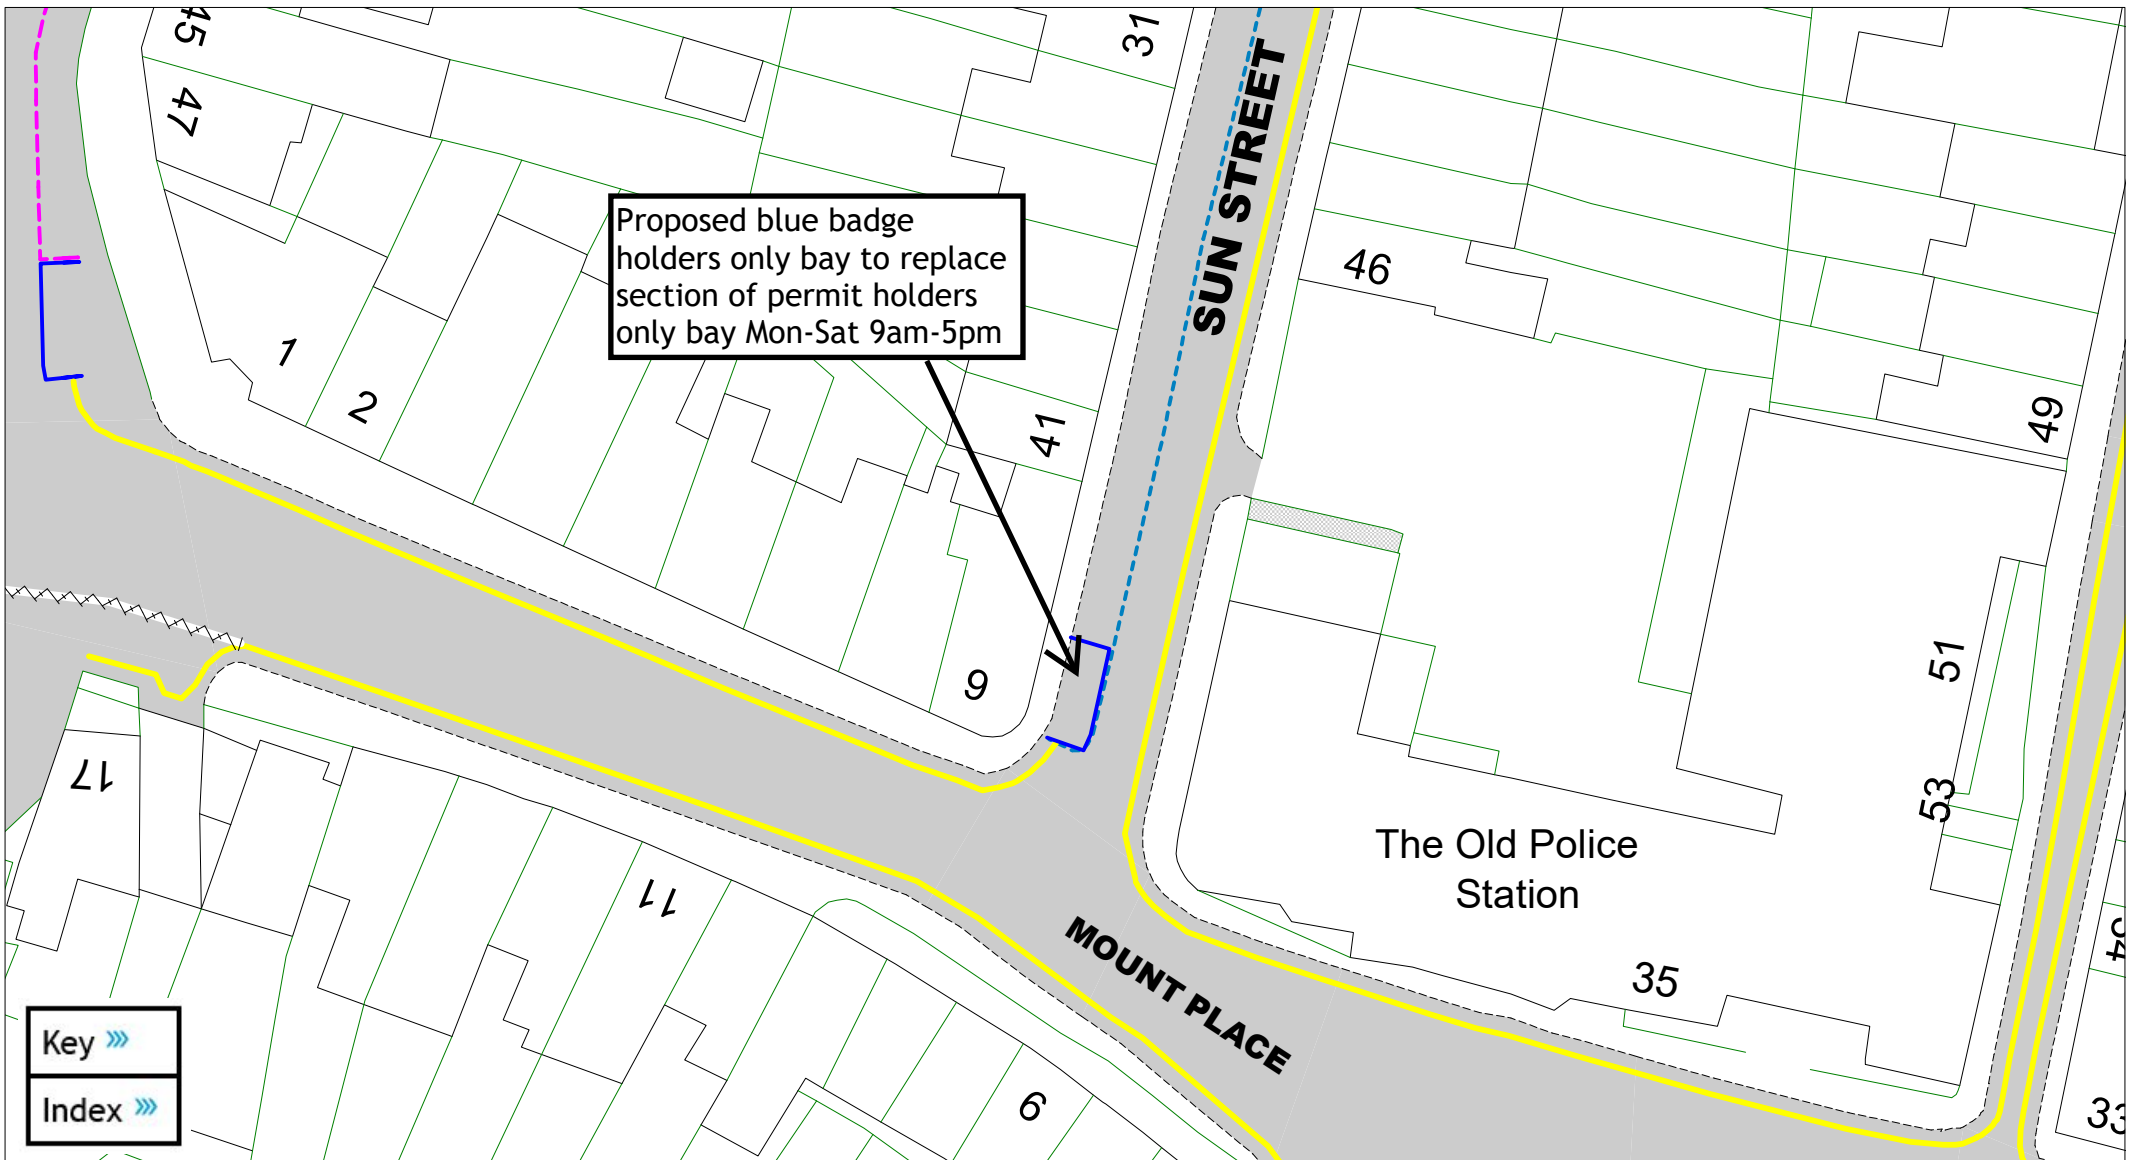 45
47
31
SUN STREET
Proposed blue badge
holders only bay to replace
section of permit holders
only bay Mon-Sat 9am-5pm
46
1
2
41
49
9
51
53
17
The Old Police
Station
11
MOUNT PLACE
35
6
33
Key
Index